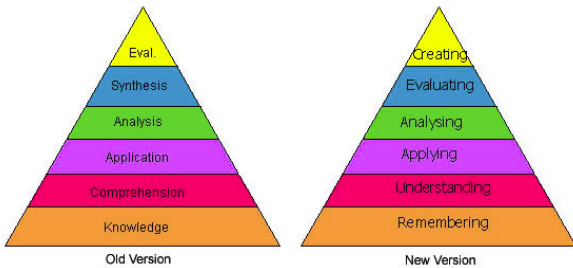 Eval.
Synthesis
Analysis
Application
Comprehension
Knowledge
Old Version
Creating
Evaluating
Analysing
Applying
Understanding
Remembering
New Version